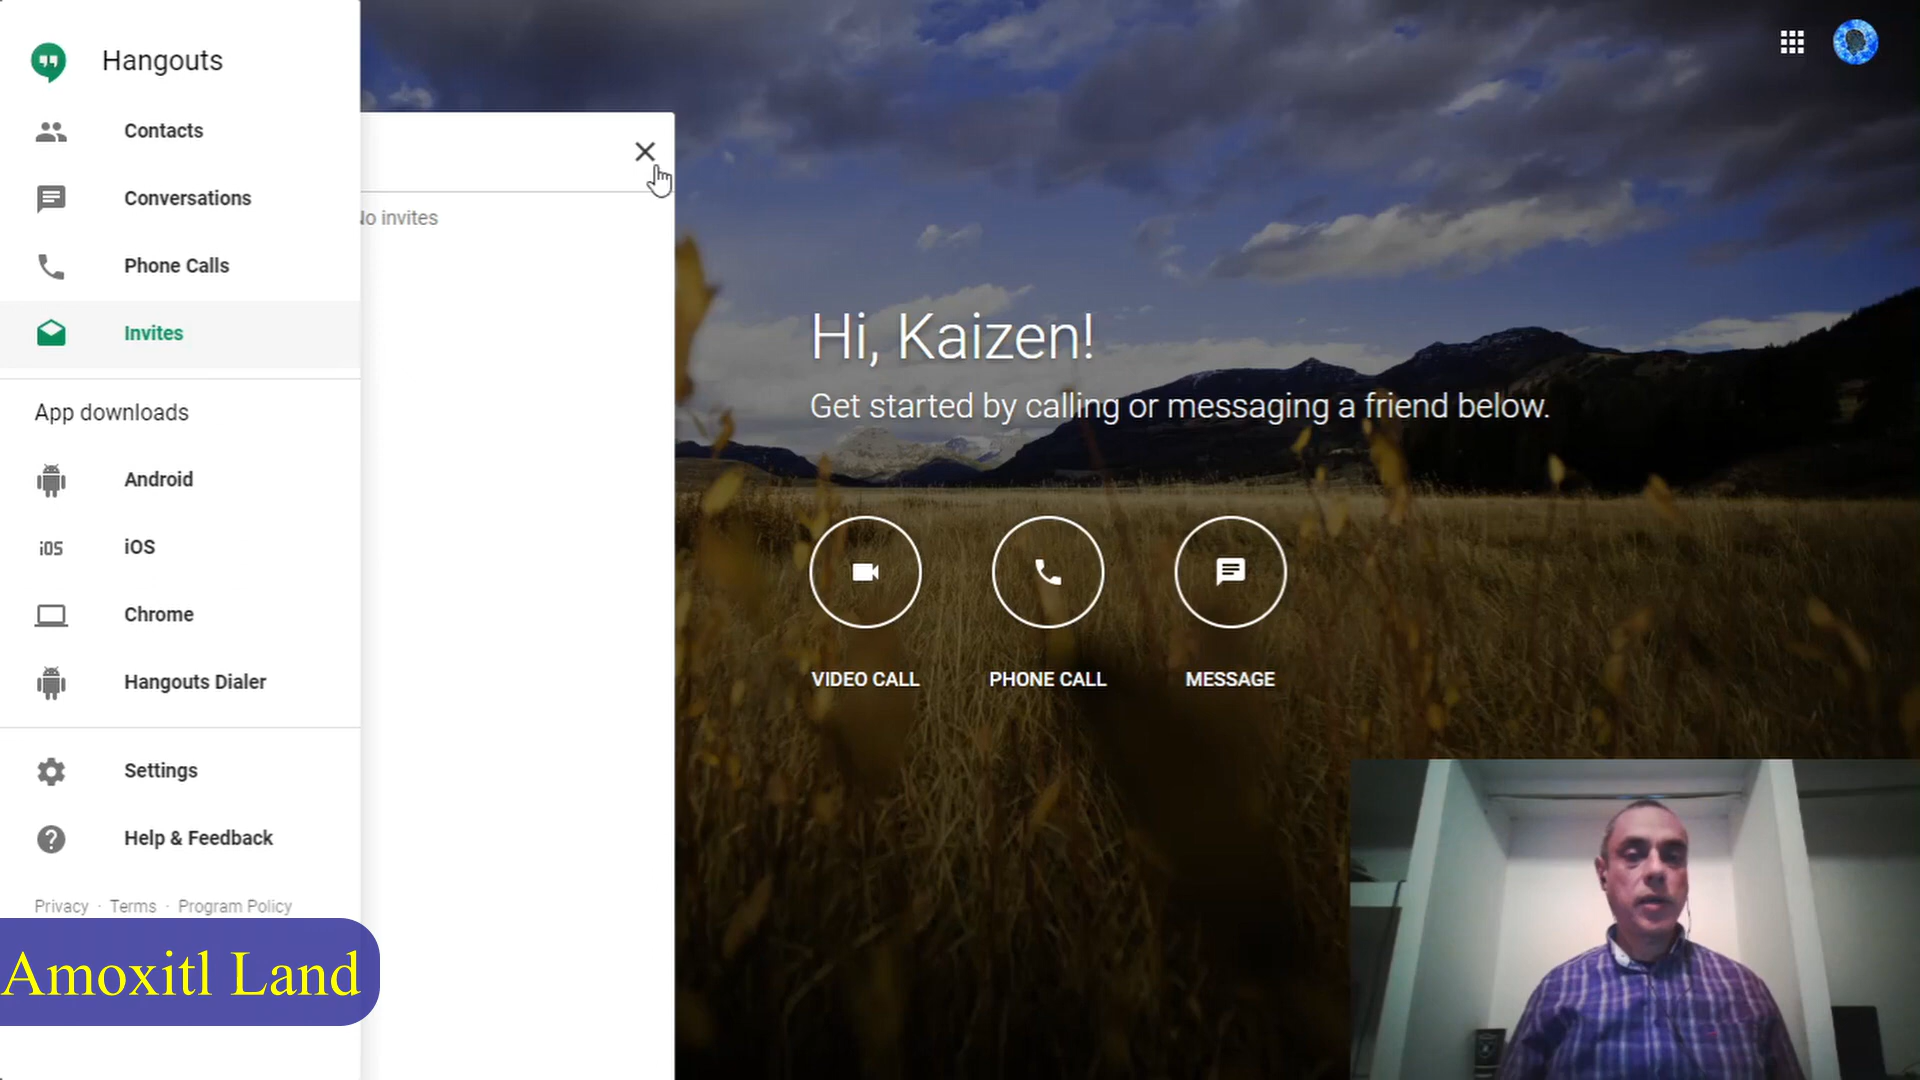 Hangouts
Contacts
Conversations
Phone Calls
Invites
App downloads
Android
iOS
iOS
Chrome
Hangouts Dialer
Settings
Help & Feedback
Privacy · Terms · Program Policy
Amoxitl Land
No invites
Hi, Kaizen!
Get started by calling or messaging a friend below.
VIDEO CALL
PHONE CALL
MESSAGE